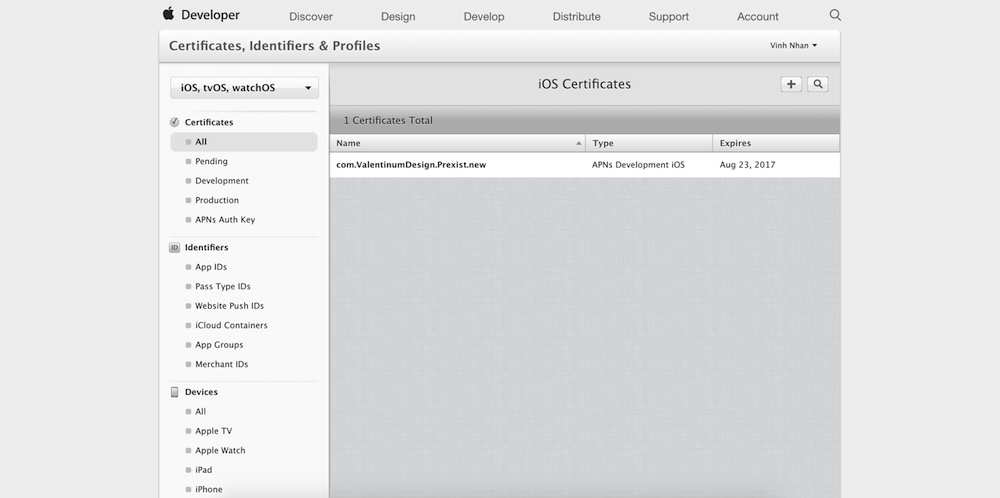 Developer Discover Design Develop Distribute Support Account
Certificates, Identifiers & Profiles
Vinh Nhan
iOS, tvOS, watchOS
Certificates
All
Pending
Development
Production
APNs Auth Key
ID Identifiers
App IDs
Pass Type IDs
Website Push IDs
iCloud Containers
App Groups
Merchant IDs
Devices
All
Apple TV
Apple Watch
iPad
iPhone
iOS Certificates
1 Certificates Total
Name Type Expires
com.ValentinumDesign.Prexist.new APNs Development iOS Aug 23, 2017